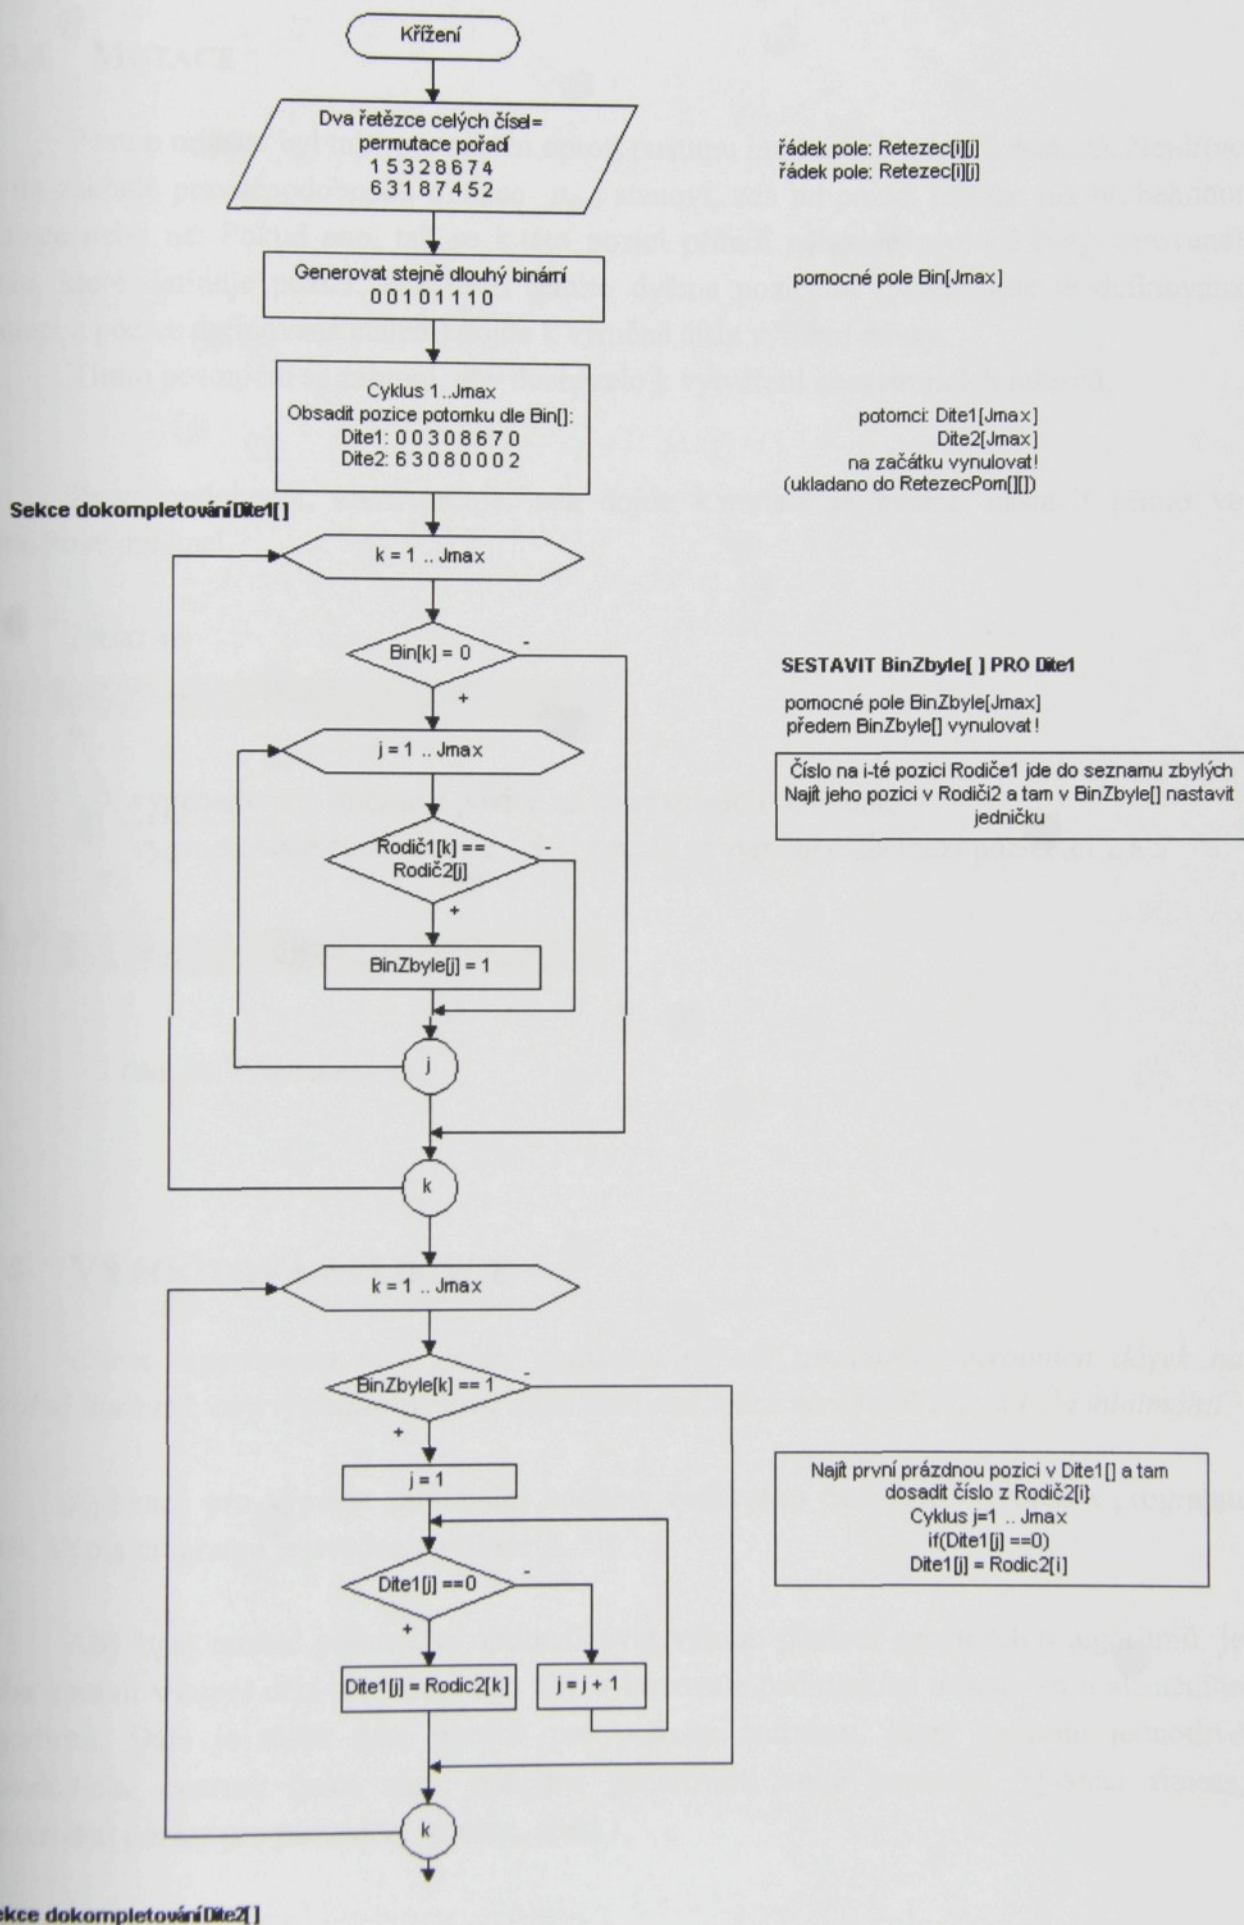 Křížení
Dva řetězce celých čísel=
permutace pořadí
1 5 3 2 8 6 7 4
6 3 1 8 7 4 5 2
řádek pole: Retezec[i][j]
řádek pole: Retezec[i][j]
Generovat stejně dlouhý binární
0 0 1 0 1 1 1 0
pomocné pole Bin[Jmax]
Cyklus 1..Jmax
Obsadit pozice potomku dle Bin[]:
Dite1: 0 0 3 0 8 6 7 0
Dite2: 6 3 0 8 0 0 0 2
potomci: Dite1[Jmax]
Dite2[Jmax]
na začátku vynulovat!
(ukladano do RetezecPom[][])
Sekce dokompletování Dite1[ ]
k = 1 .. Jmax
Bin[k] = 0
-
+
SESTAVIT BinZbyle[ ] PRO Dite1
pomocné pole BinZbyle[Jmax]
předem BinZbyle[] vynulovat!
j = 1 .. Jmax
Číslo na i-té pozici Rodiče1 jde do seznamu zbylých
Najít jeho pozici v Rodiči2 a tam v BinZbyle[] nastavit
jedničku
Rodič1[k] ==
Rodič2[j]
-
+
BinZbyle[j] = 1
j
k
k = 1 .. Jmax
BinZbyle[k] == 1
-
+
j = 1
Najít první prázdnou pozici v Dite1[] a tam
dosadit číslo z Rodič2[i]
Cyklus j=1 .. Jmax
if(Dite1[j] ==0)
Dite1[j] = Rodic2[i]
Dite1[j] ==0
-
+
Dite1[j] = Rodic2[k]
j = j + 1
k
ekce dokompletování Dite2[ ]